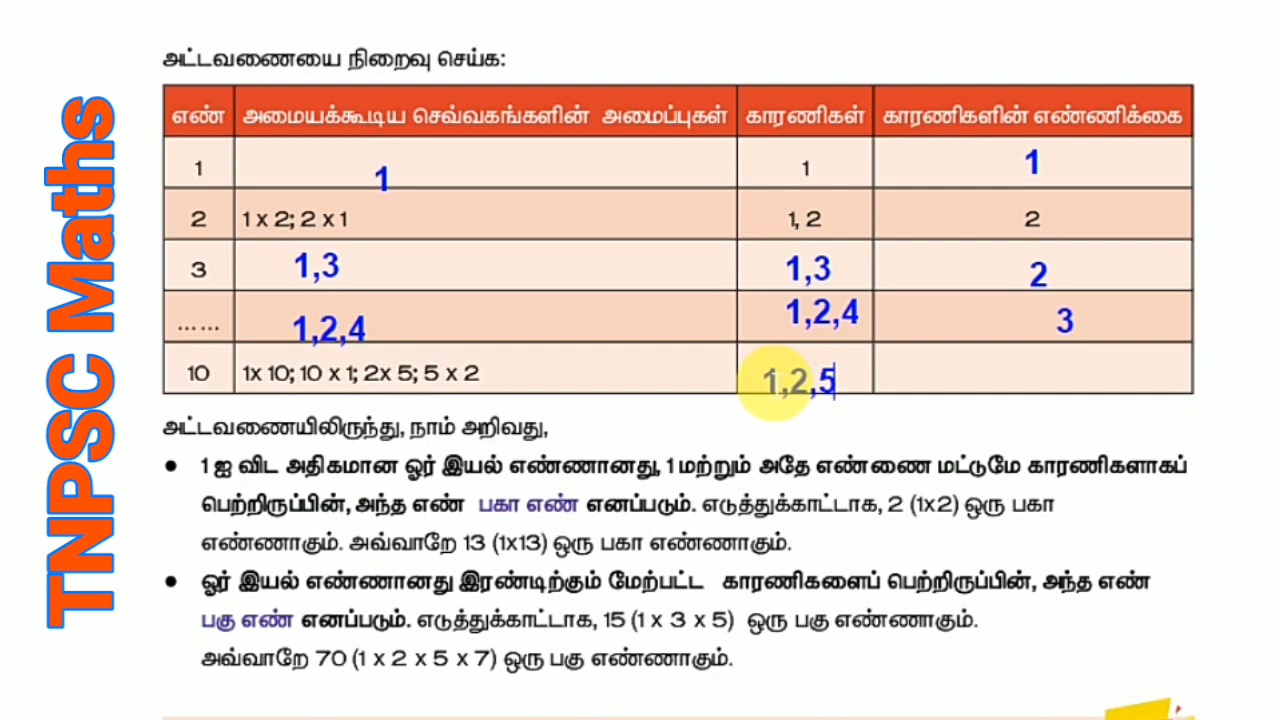 TNPSC Maths
அட்டவணையை நிறைவு செய்க:
எண் அமையக்கூடிய செவ்வகங்களின் அமைப்புகள் காரணிகள் காரணிகளின் எண்ணிக்கை
1 1 1 1
2 1 x 2; 2 x 1 1, 2 2
3 1,3 1,3 2
...... 1,2,4 1,2,4 3
10 1x 10; 10 x 1; 2x 5; 5 x 2 1,2,5
அட்டவணையிலிருந்து, நாம் அறிவது,
● 1 ஐ விட அதிகமான ஓர் இயல் எண்ணானது, 1 மற்றும் அதே எண்ணை மட்டுமே காரணிகளாகப்
பெற்றிருப்பின், அந்த எண் பகா எண் எனப்படும். எடுத்துக்காட்டாக, 2 (1x2) ஒரு பகா
எண்ணாகும். அவ்வாறே 13 (1x13) ஒரு பகா எண்ணாகும்.
● ஓர் இயல் எண்ணானது இரண்டிற்கும் மேற்பட்ட காரணிகளைப் பெற்றிருப்பின், அந்த எண்
பகு எண் எனப்படும். எடுத்துக்காட்டாக, 15 (1 x 3 x 5) ஒரு பகு எண்ணாகும்.
அவ்வாறே 70 (1 x 2 x 5 x 7) ஒரு பகு எண்ணாகும்.